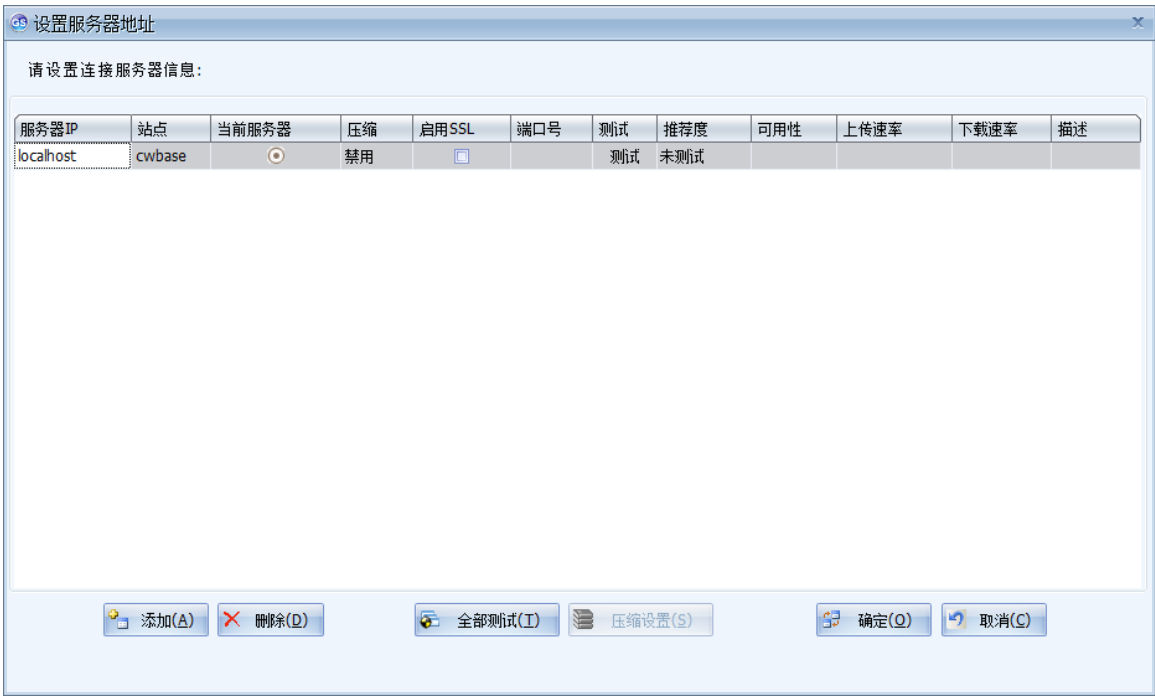 GS 设置服务器地址
请设置连接服务器信息:
服务器IP 站点 当前服务器 压缩 启用SSL 端口号 测试 推荐度 可用性 上传速率 下载速率 描述
localhost cwbase 禁用 测试 未测试
添加(A) 删除(D) 全部测试(T) 压缩设置(S) 确定(O) 取消(C)